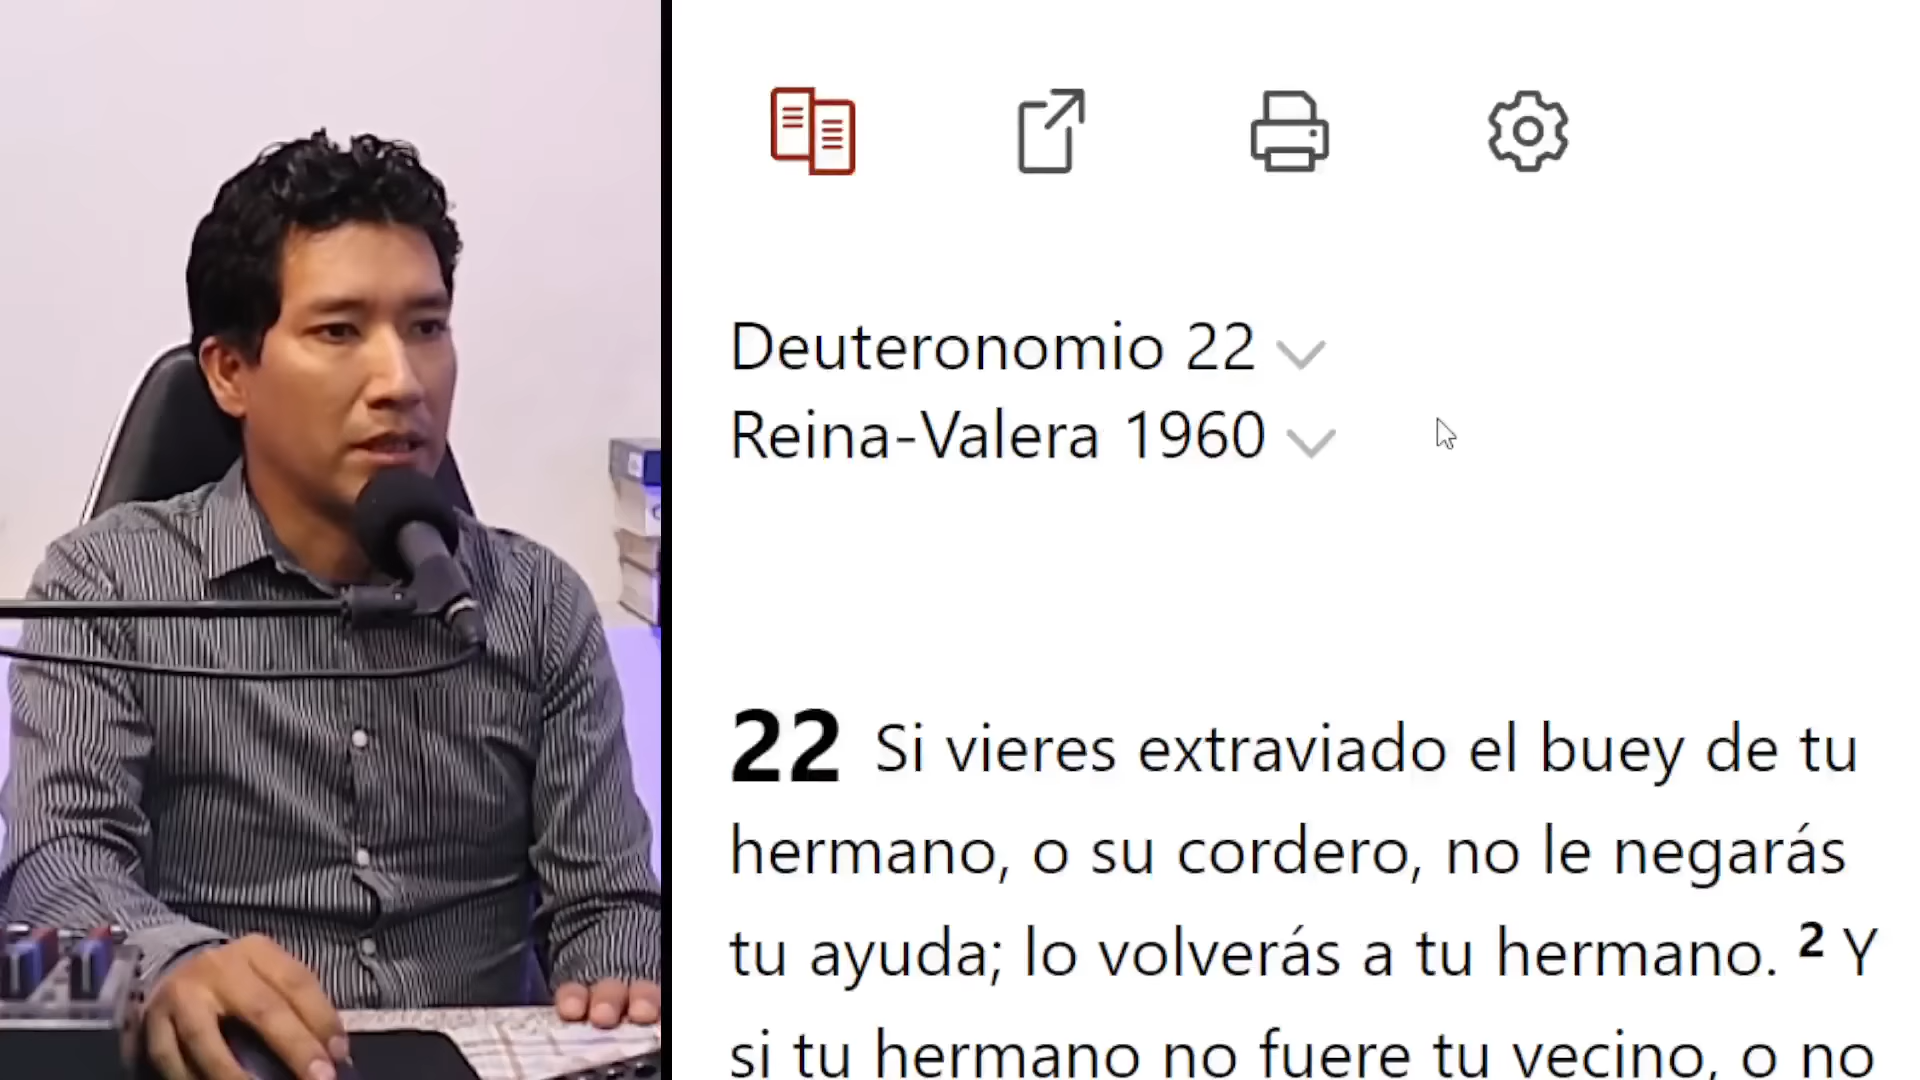 Deuteronomio 22
Reina-Valera 1960
22 Si vieres extraviado el buey de tu
hermano, o su cordero, no le negarás
tu ayuda; lo volverás a tu hermano. 2 Y
si tu hermano no fuere tu vecino, o no